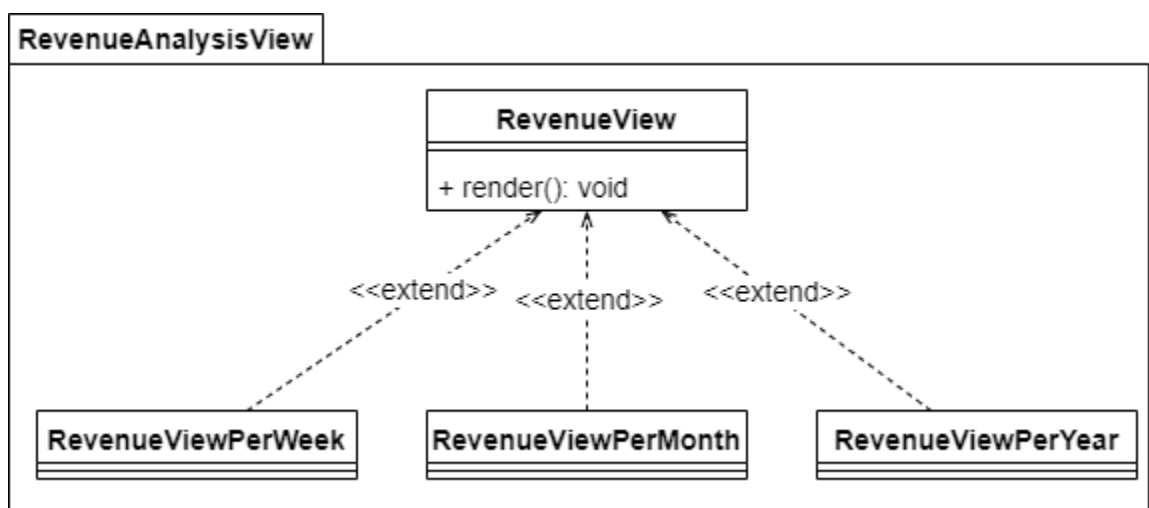 RevenueAnalysisView
RevenueView
+ render(): void
<<extend>>
<<extend>>
<<extend>>
RevenueViewPerWeek
RevenueViewPerMonth
RevenueViewPerYear